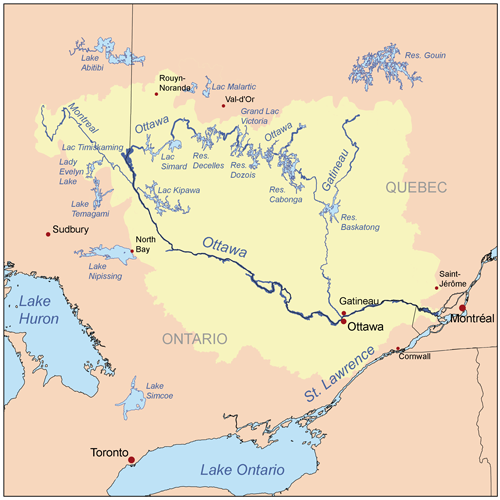 Lake
Abitibi
Res. Gouin
Rouyn-
Noranda
Lac Malartic
Val-d'Or
Montreal
Ottawa
Grand Lac
Victoria
Ottawa
Gatineau
Lac Timiskaming
Lac
Simard
Res.
Decelles
Res.
Dozois
Res.
Cabonga
Lady
Evelyn
Lake
Lac Kipawa
QUEBEC
Lake
Temagami
Res.
Baskatong
Sudbury
North
Bay
Ottawa
Lake
Nipissing
Saint-
Jérôme
Lake
Huron
Gatineau
Ottawa
Montréal
ONTARIO
Cornwall
St. Lawrence
Lake
Simcoe
Toronto
Lake Ontario